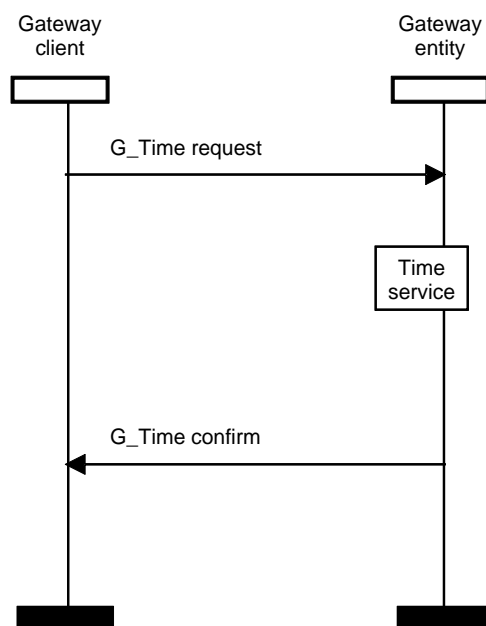 Gateway
client
Gateway
entity
G_Time request
Time
service
G_Time confirm